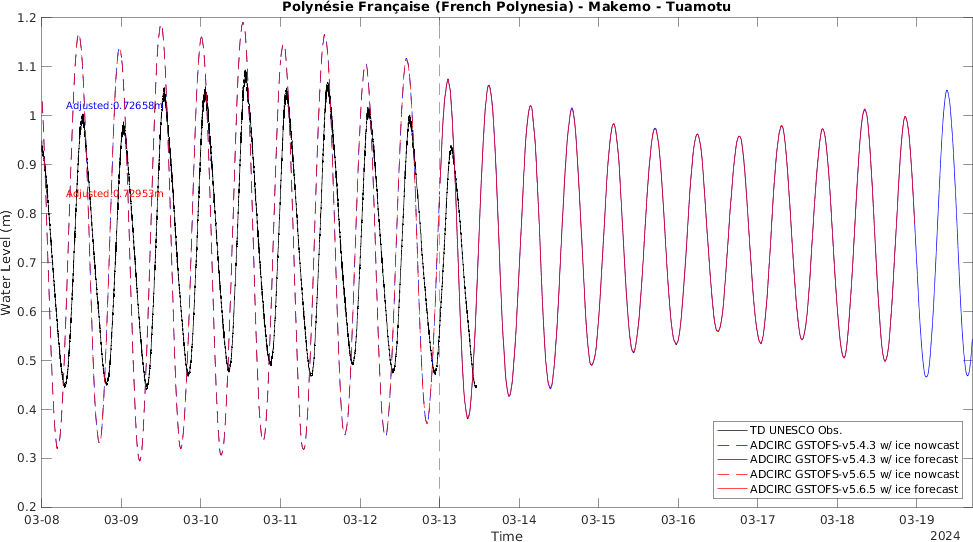 Polynésie Française (French Polynesia) - Makemo - Tuamotu
1.2
1.1
1
0.9
0.8
0.7
0.6
0.5
0.4
0.3
0.2
Water Level (m)
Adjusted:0.72658m
Adjusted:0.72953m
TD UNESCO Obs.
ADCIRC GSTOFS-v5.4.3 w/ ice nowcast
ADCIRC GSTOFS-v5.4.3 w/ ice forecast
ADCIRC GSTOFS-v5.6.5 w/ ice nowcast
ADCIRC GSTOFS-v5.6.5 w/ ice forecast
03-08 03-09 03-10 03-11 03-12 03-13 03-14 03-15 03-16 03-17 03-18 03-19
Time
2024